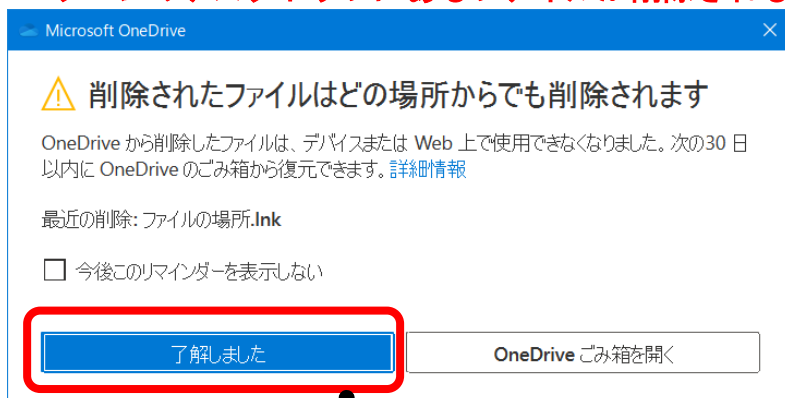 Microsoft OneDrive
削除されたファイルはどの場所からでも削除されます
OneDrive から削除したファイルは、デバイスまたは Web 上で使用できなくなりました。次の30 日
以内に OneDrive のごみ箱から復元できます。詳細情報
最近の削除: ファイルの場所.lnk
今後このリマインダーを表示しない
了解しました
OneDrive ごみ箱を開く